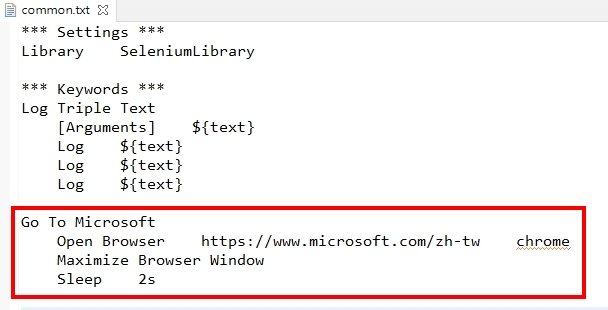 common.txt
*** Settings ***
Library    SeleniumLibrary
*** Keywords ***
Log Triple Text
    [Arguments]    ${text}
    Log    ${text}
    Log    ${text}
    Log    ${text}
Go To Microsoft
    Open Browser    https://www.microsoft.com/zh-tw    chrome
    Maximize Browser Window
    Sleep    2s